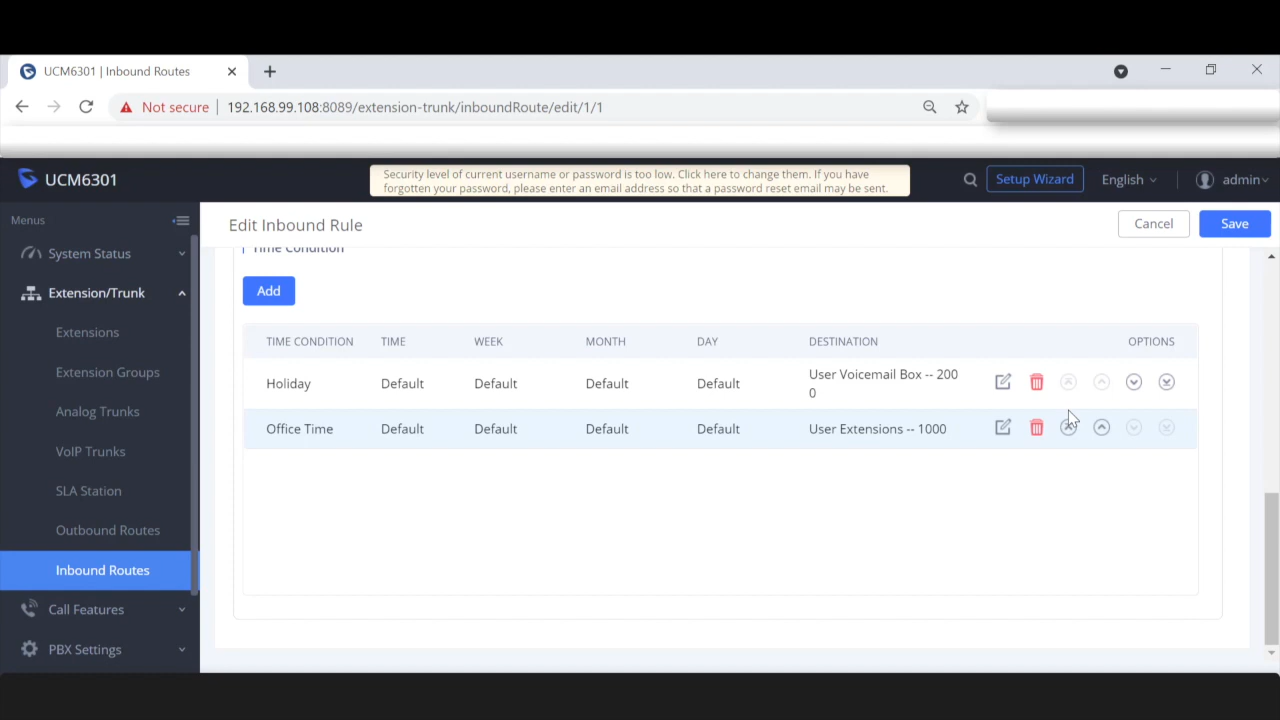 UCM6301 | Inbound Routes
Not secure
192.168.99.108:8089/extension-trunk/inboundRoute/edit/1/1
UCM6301
Security level of current username or password is too low. Click here to change them. If you have
forgotten your password, please enter an email address so that a password reset email may be sent.
Setup Wizard
English
admin
Menus
System Status
Extension/Trunk
Extensions
Extension Groups
Analog Trunks
VoIP Trunks
SLA Station
Outbound Routes
Inbound Routes
Call Features
PBX Settings
Edit Inbound Rule
Cancel
Save
Time Condition
Add
TIME CONDITION TIME WEEK MONTH DAY DESTINATION OPTIONS
Holiday Default Default Default Default User Voicemail Box -- 200
0
Office Time Default Default Default Default User Extensions -- 1000